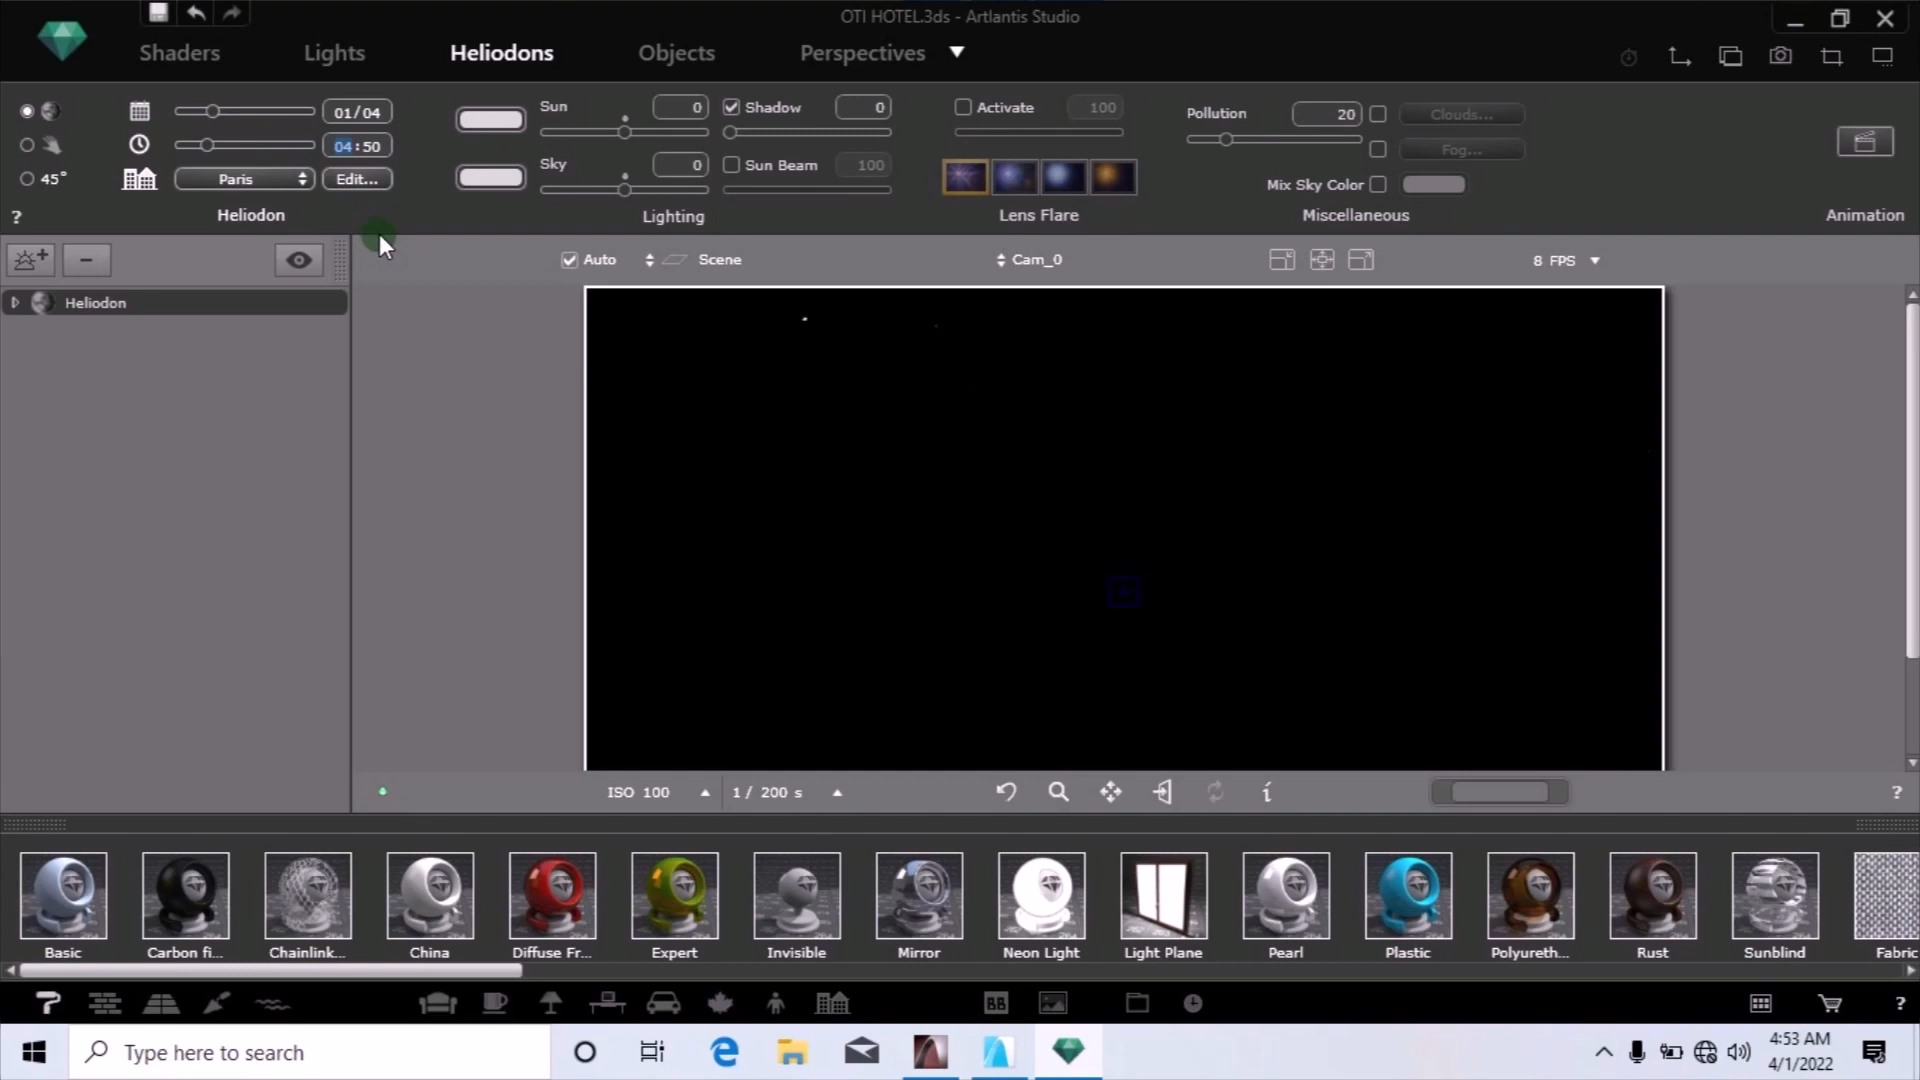 OTI HOTEL.3ds - Artlantis Studio
Shaders
Lights
Heliodons
Objects
Perspectives
01/04
Sun
0
Shadow
0
Activate
100
Pollution
20
Clouds...
04:50
Fog...
45°
Paris
Edit...
Sky
0
Sun Beam
100
Mix Sky Color
?
Heliodon
Lighting
Lens Flare
Miscellaneous
Animation
Auto
Scene
Cam_0
8 FPS
Heliodon
ISO 100
1 / 200 s
i
?
Basic
Carbon fi...
Chainlink...
China
Diffuse Fr...
Expert
Invisible
Mirror
Neon Light
Light Plane
Pearl
Plastic
Polyureth...
Rust
Sunblind
Fabric
BB
?
Type here to search
4:53 AM
4/1/2022